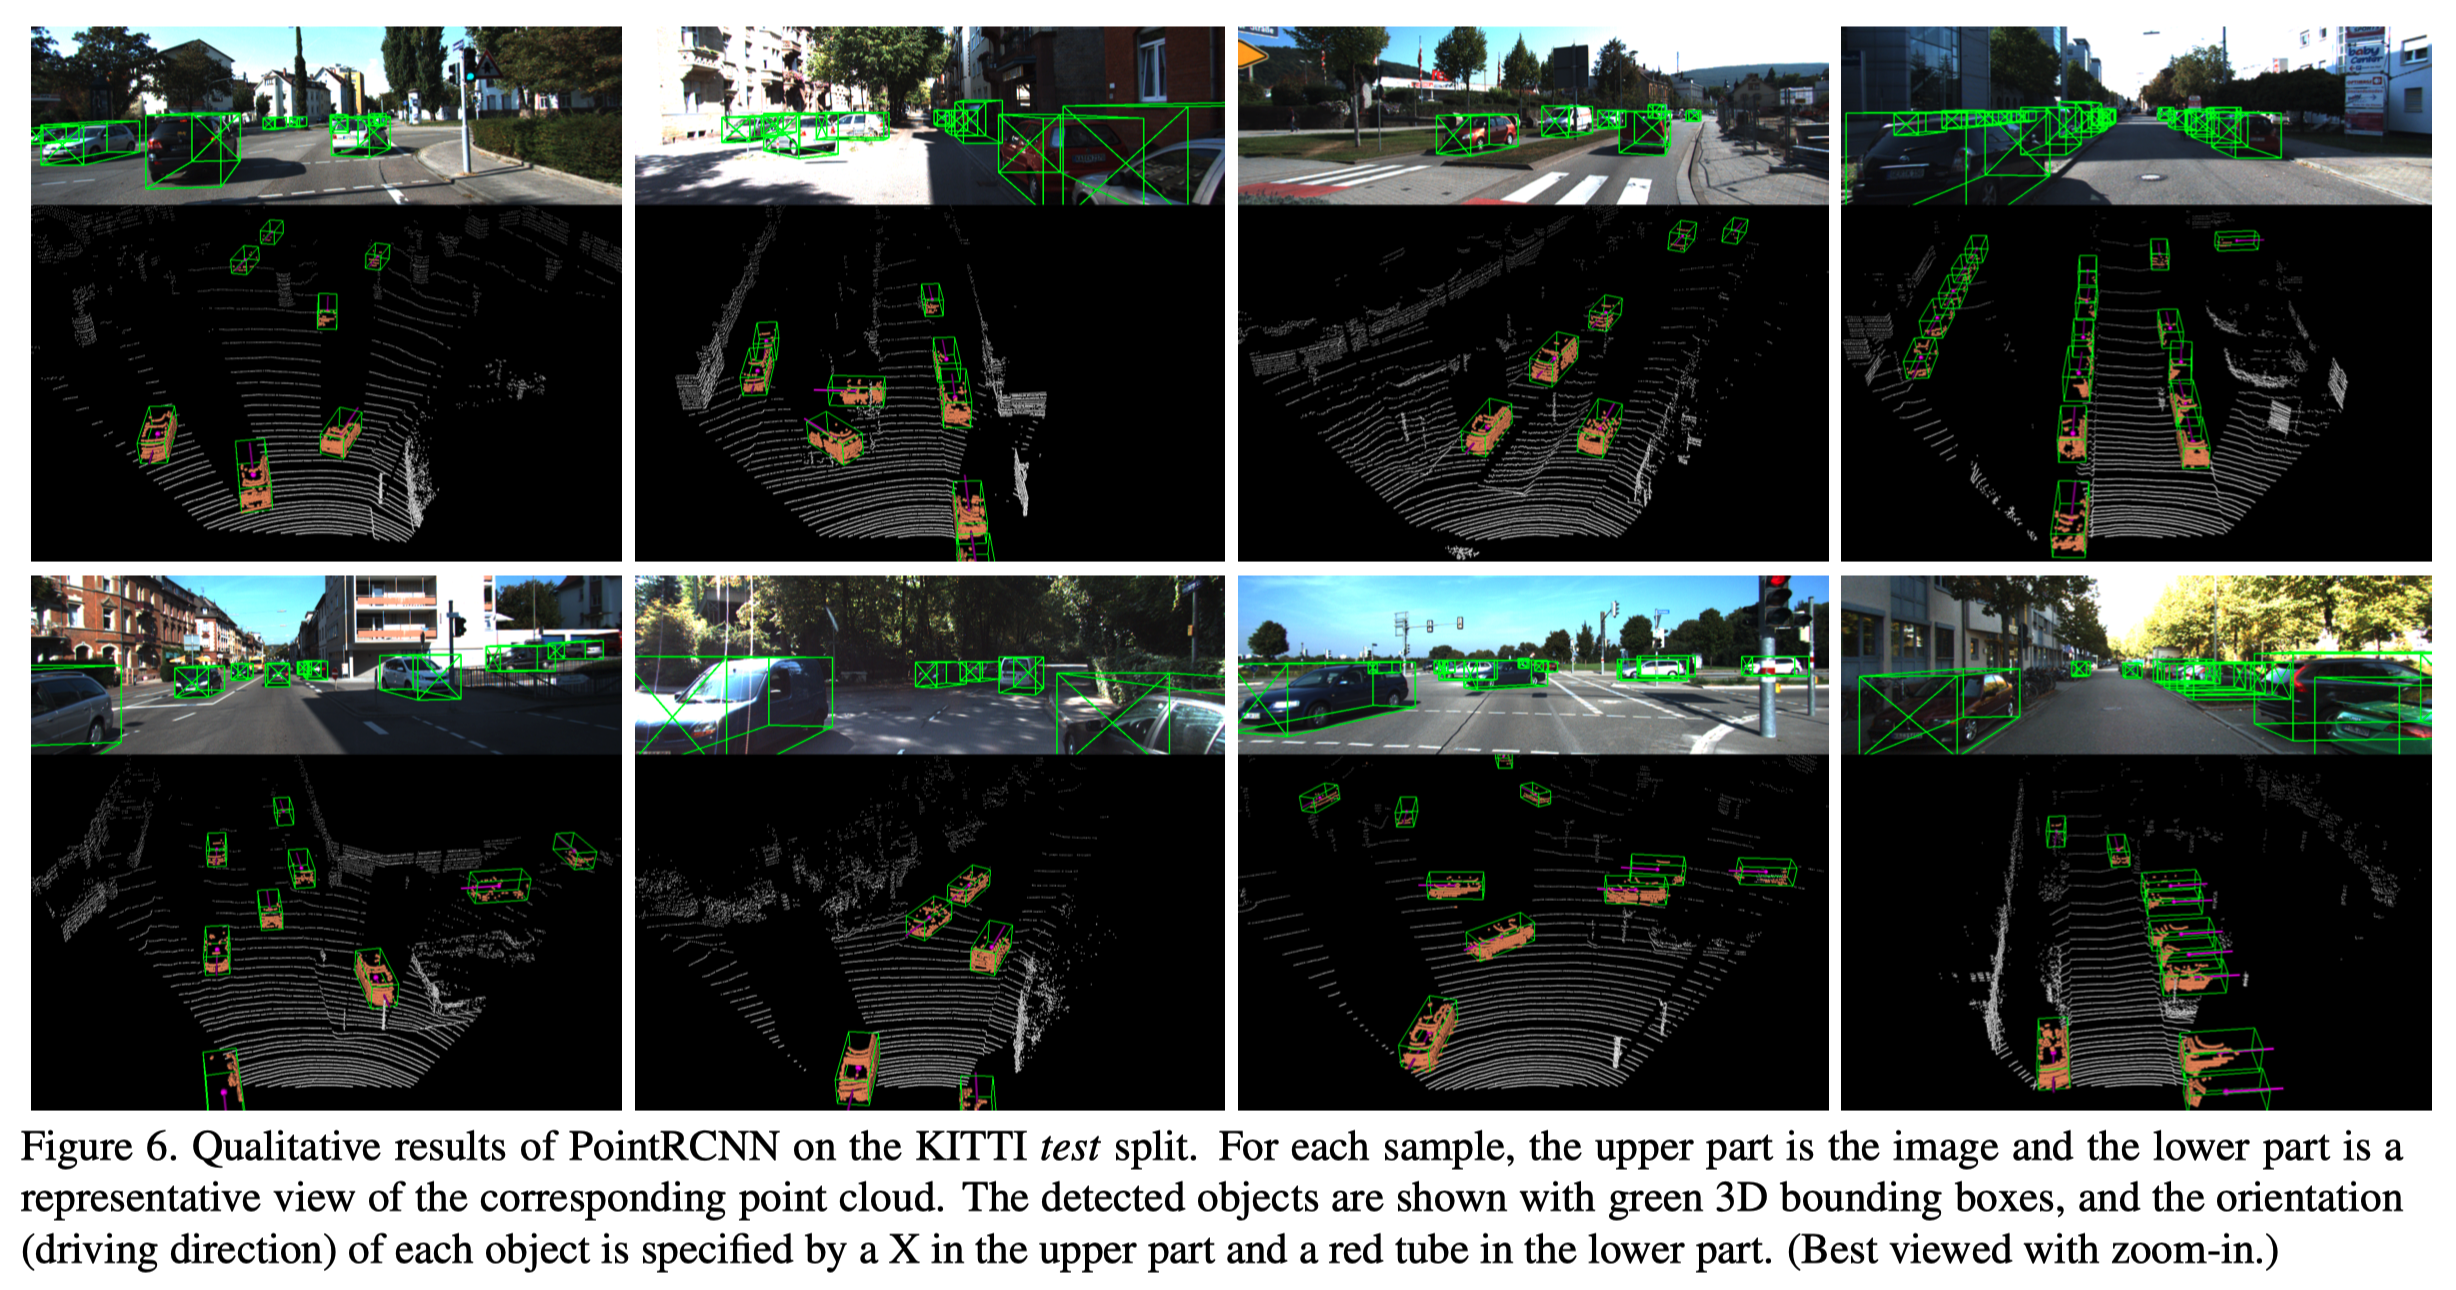 Straße
baby
Center
Figure 6. Qualitative results of PointRCNN on the KITTI test split. For each sample, the upper part is the image and the lower part is a
representative view of the corresponding point cloud. The detected objects are shown with green 3D bounding boxes, and the orientation
(driving direction) of each object is specified by a X in the upper part and a red tube in the lower part. (Best viewed with zoom-in.)